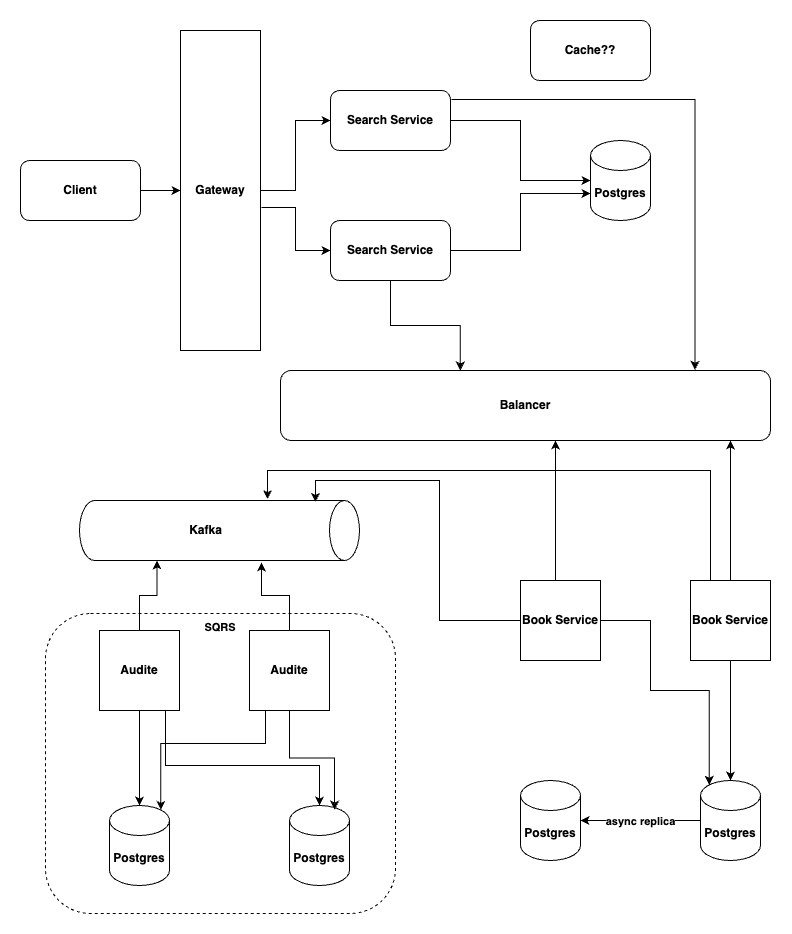 Cache??
Search Service
Client
Gateway
Postgres
Search Service
Balancer
Kafka
Book Service
Book Service
SQRS
Audite
Audite
async replica
Postgres
Postgres
Postgres
Postgres